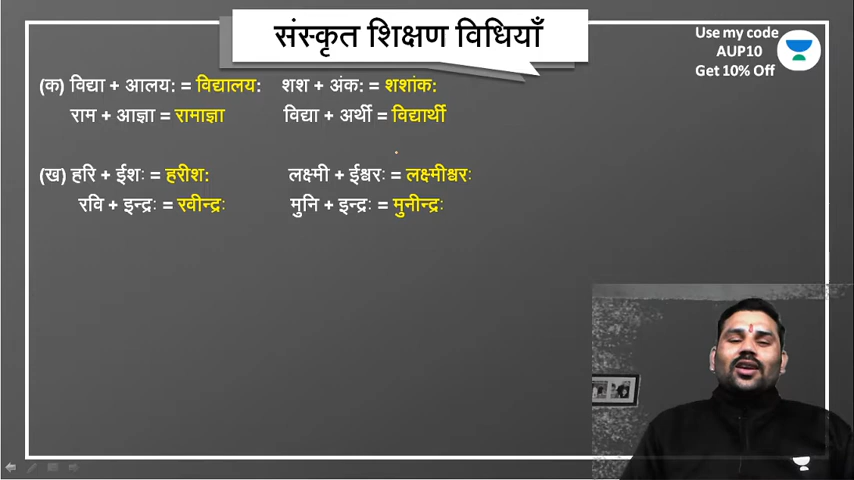 संस्कृत शिक्षण विधियाँ
Use my code
AUP10
Get 10% Off
(क) विद्या + आलय: = विद्यालय: शश + अंक: = शशांक:
राम + आज्ञा = रामाज्ञा विद्या + अर्थी = विद्यार्थी
(ख) हरि + ईशः = हरीश: लक्ष्मी + ईश्वरः = लक्ष्मीश्वरः
रवि + इन्द्रः = रवीन्द्रः मुनि + इन्द्रः = मुनीन्द्रः